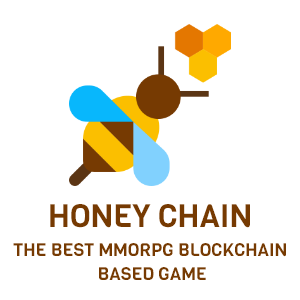 HONEY CHAIN
THE BEST MMORPG BLOCKCHAIN
BASED GAME